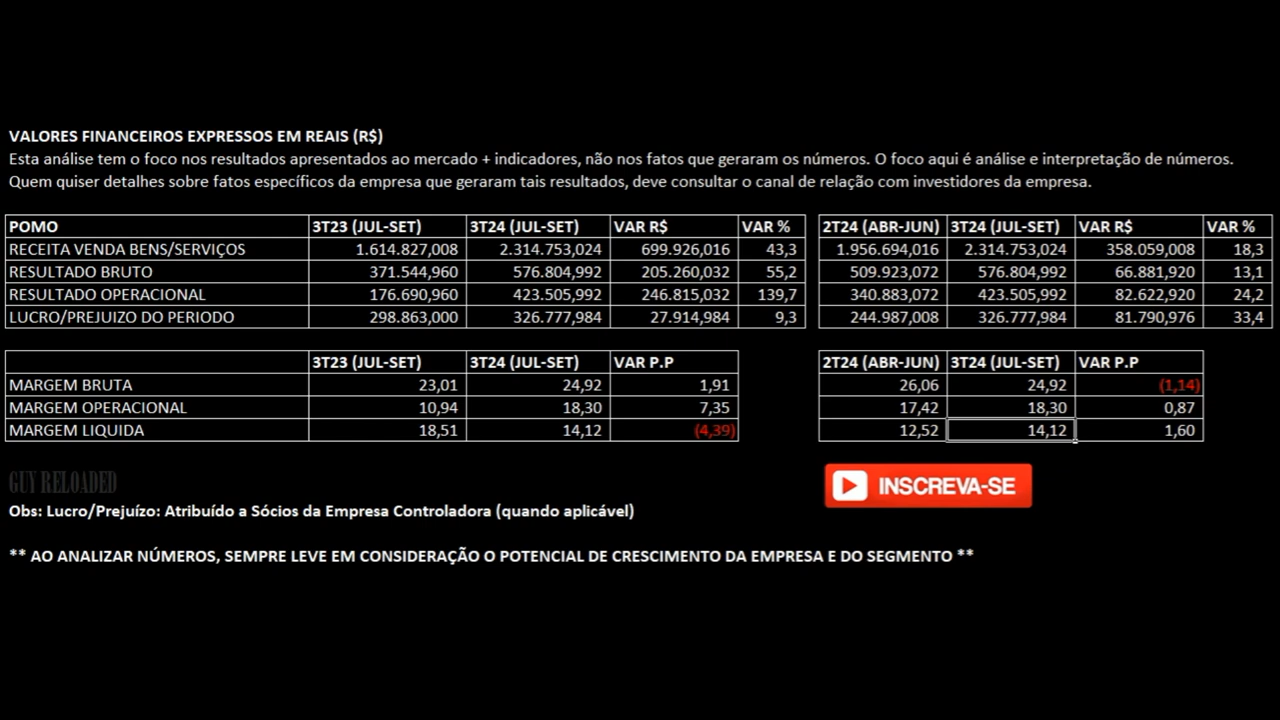 VALORES FINANCEIROS EXPRESSOS EM REAIS (R$)
Esta análise tem o foco nos resultados apresentados ao mercado + indicadores, não nos fatos que geraram os números. O foco aqui é análise e interpretação de números.
Quem quiser detalhes sobre fatos específicos da empresa que geraram tais resultados, deve consultar o canal de relação com investidores da empresa.
POMO 3T23 (JUL-SET) 3T24 (JUL-SET) VAR R$ VAR % 2T24 (ABR-JUN) 3T24 (JUL-SET) VAR R$ VAR %
RECEITA VENDA BENS/SERVIÇOS 1.614.827,008 2.314.753,024 699.926,016 43,3 1.956.694,016 2.314.753,024 358.059,008 18,3
RESULTADO BRUTO 371.544,960 576.804,992 205.260,032 55,2 509.923,072 576.804,992 66.881,920 13,1
RESULTADO OPERACIONAL 176.690,960 423.505,992 246.815,032 139,7 340.883,072 423.505,992 82.622,920 24,2
LUCRO/PREJUIZO DO PERIODO 298.863,000 326.777,984 27.914,984 9,3 244.987,008 326.777,984 81.790,976 33,4
3T23 (JUL-SET) 3T24 (JUL-SET) VAR P.P 2T24 (ABR-JUN) 3T24 (JUL-SET) VAR P.P
MARGEM BRUTA 23,01 24,92 1,91 26,06 24,92 (1,14)
MARGEM OPERACIONAL 10,94 18,30 7,35 17,42 18,30 0,87
MARGEM LIQUIDA 18,51 14,12 (4,39) 12,52 14,12 1,60
GUY RELOADED
INSCREVA-SE
Obs: Lucro/Prejuízo: Atribuído a Sócios da Empresa Controladora (quando aplicável)
** AO ANALIZAR NÚMEROS, SEMPRE LEVE EM CONSIDERAÇÃO O POTENCIAL DE CRESCIMENTO DA EMPRESA E DO SEGMENTO **